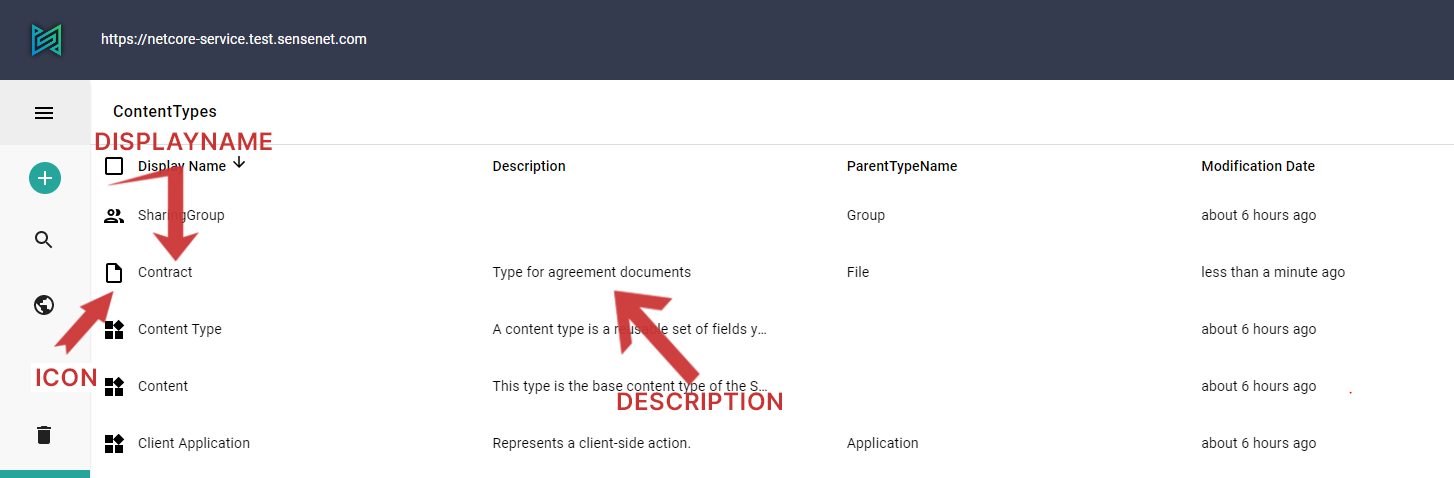 https://netcore-service.test.sensenet.com
ContentTypes
DISPLAYNAME
Display Name Description ParentTypeName Modification Date
SharingGroup Group about 6 hours ago
Contract Type for agreement documents File less than a minute ago
Content Type A content type is a reusable set of fields y... about 6 hours ago
ICON
Content This type is the base content type of the S... about 6 hours ago
DESCRIPTION
Client Application Represents a client-side action. Application about 6 hours ago